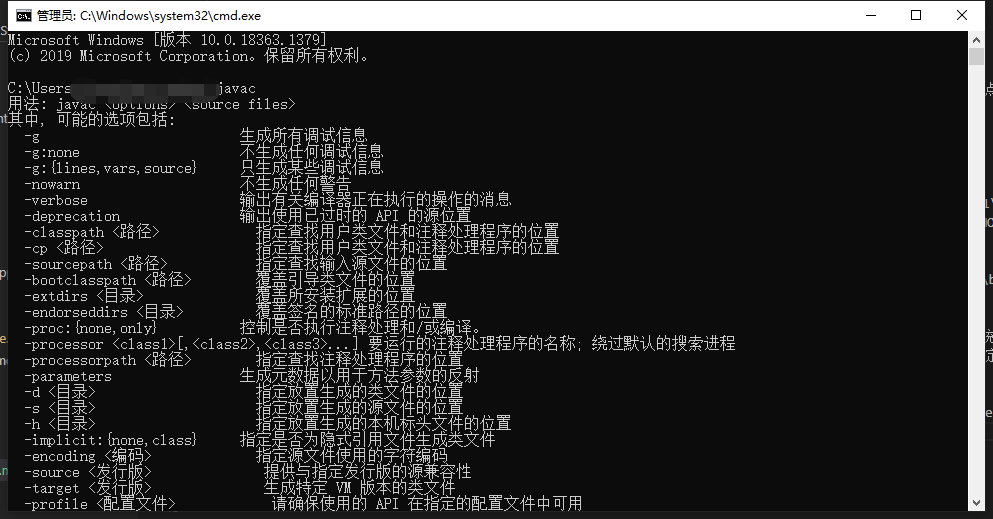 管理员: C:\Windows\system32\cmd.exe
Microsoft Windows [版本 10.0.18363.1379]
(c) 2019 Microsoft Corporation。保留所有权利。
C:\Users javac
用法: javac <options> <source files>
其中, 可能的选项包括:
-g 生成所有调试信息
-g:none 不生成任何调试信息
-g:{lines,vars,source} 只生成某些调试信息
-nowarn 不生成任何警告
-verbose 输出有关编译器正在执行的操作的消息
-deprecation 输出使用已过时的 API 的源位置
-classpath <路径> 指定查找用户类文件和注释处理程序的位置
-cp <路径> 指定查找用户类文件和注释处理程序的位置
-sourcepath <路径> 指定查找输入源文件的位置
-bootclasspath <路径> 覆盖引导类文件的位置
-extdirs <目录> 覆盖所安装扩展的位置
-endorseddirs <目录> 覆盖签名的标准路径的位置
-proc:{none,only} 控制是否执行注释处理和/或编译。
-processor <class1>[,<class2>,<class3>...] 要运行的注释处理程序的名称; 绕过默认的搜索进程
-processorpath <路径> 指定查找注释处理程序的位置
-parameters 生成元数据以用于方法参数的反射
-d <目录> 指定放置生成的类文件的位置
-s <目录> 指定放置生成的源文件的位置
-h <目录> 指定放置生成的本机标头文件的位置
-implicit:{none,class} 指定是否为隐式引用文件生成类文件
-encoding <编码> 指定源文件使用的字符编码
-source <发行版> 提供与指定发行版的源兼容性
-target <发行版> 生成特定 VM 版本的类文件
-profile <配置文件> 请确保使用的 API 在指定的配置文件中可用